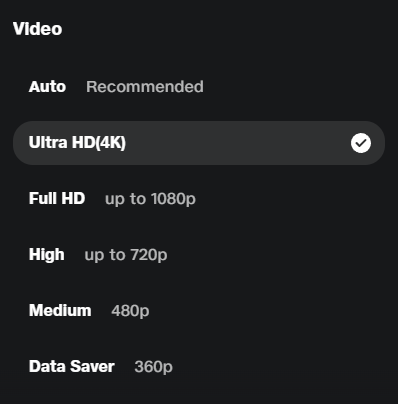 Video
Auto Recommended
Ultra HD(4K)
Full HD up to 1080p
High up to 720p
Medium 480p
Data Saver 360p